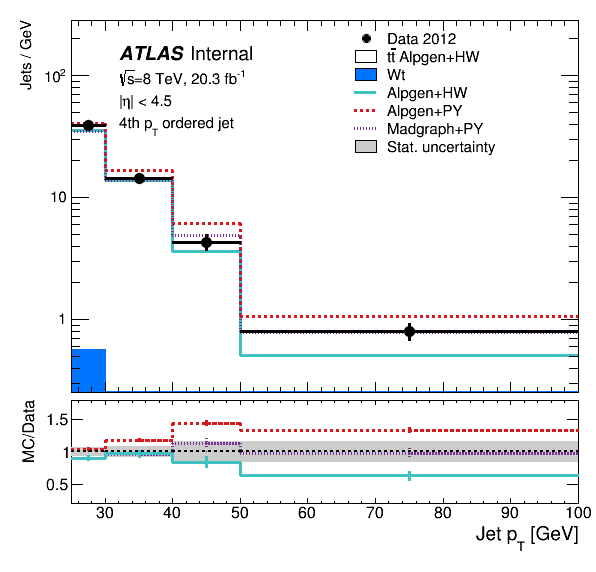 Jets / GeV
ATLAS Internal
√s=8 TeV, 20.3 fb⁻¹
|η| < 4.5
4th p_T ordered jet
Data 2012
tt̄ Alpgen+HW
Wt
Alpgen+HW
Alpgen+PY
Madgraph+PY
Stat. uncertainty
10²
10
1
MC/Data
1.5
1
0.5
30 40 50 60 70 80 90 100
Jet p_T [GeV]